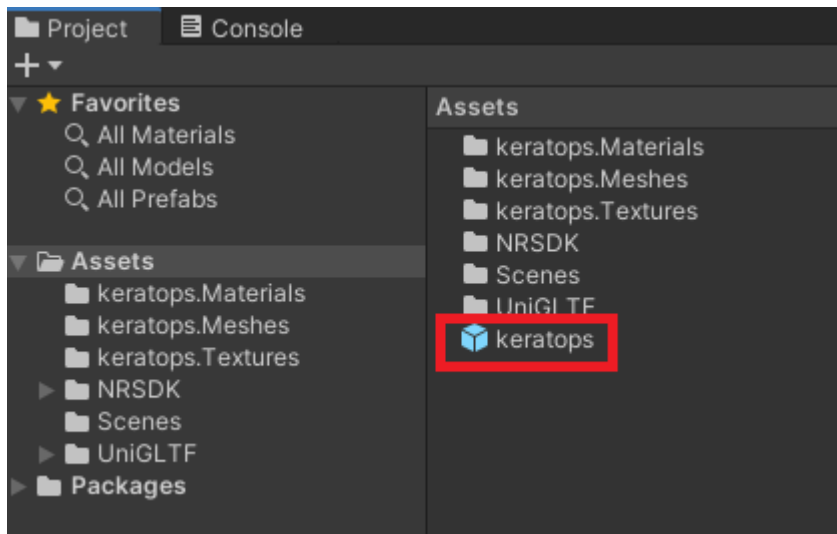 Project Console
Favorites
All Materials
All Models
All Prefabs
Assets
keratops.Materials
keratops.Meshes
keratops.Textures
NRSDK
Scenes
UniGLTF
Packages
Assets
keratops.Materials
keratops.Meshes
keratops.Textures
NRSDK
Scenes
UniGLTF
keratops